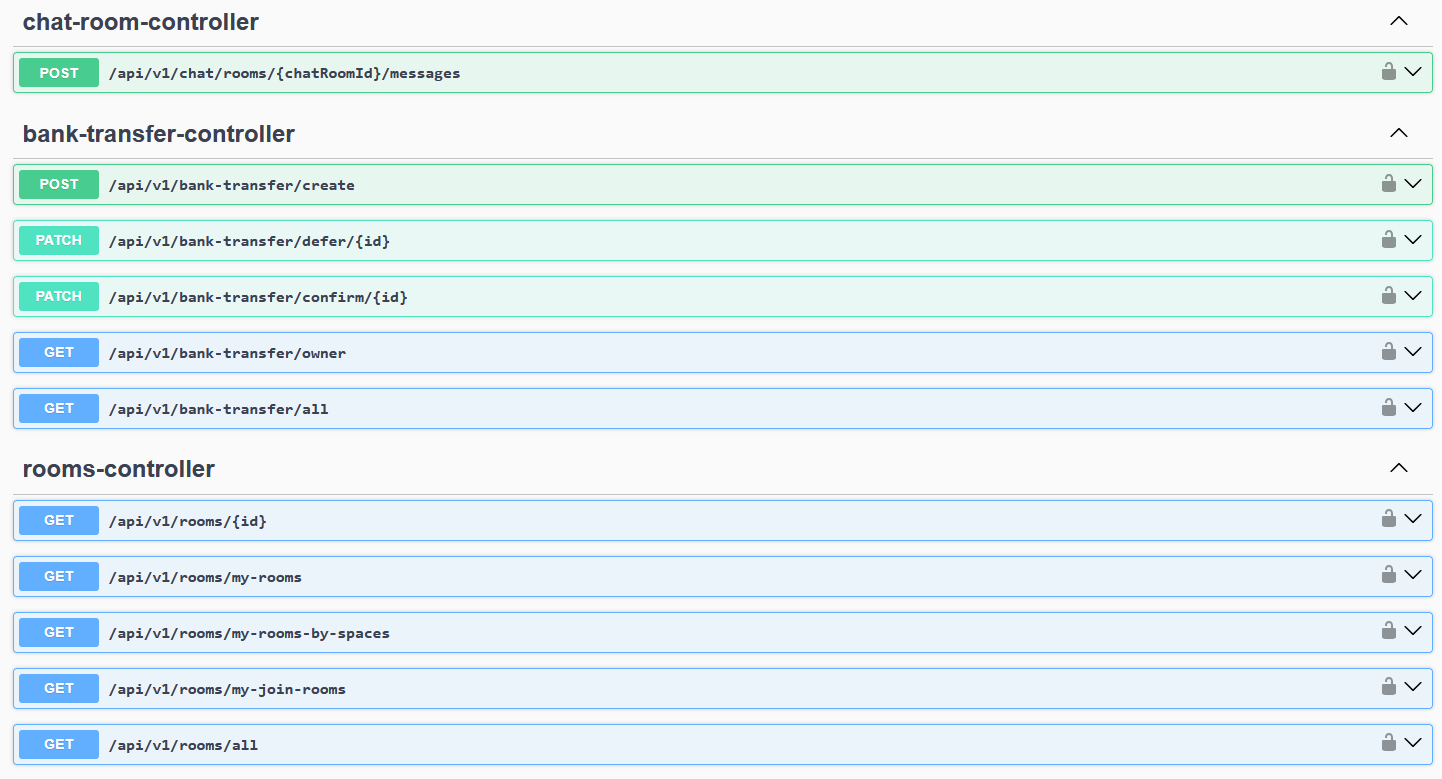 chat-room-controller
POST /api/v1/chat/rooms/{chatRoomId}/messages
bank-transfer-controller
POST /api/v1/bank-transfer/create
PATCH /api/v1/bank-transfer/defer/{id}
PATCH /api/v1/bank-transfer/confirm/{id}
GET /api/v1/bank-transfer/owner
GET /api/v1/bank-transfer/all
rooms-controller
GET /api/v1/rooms/{id}
GET /api/v1/rooms/my-rooms
GET /api/v1/rooms/my-rooms-by-spaces
GET /api/v1/rooms/my-join-rooms
GET /api/v1/rooms/all